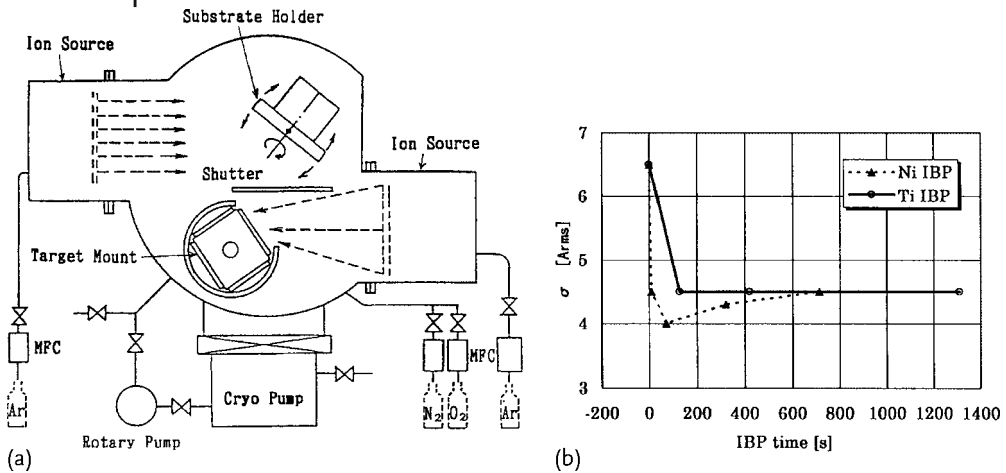 Substrate Holder
Ion Source
Ion Source
Shutter
Target Mount
MFC
MFC
Ar
N2
O2
Ar
Cryo Pump
Rotary Pump
(a)
7
6
5
4
3
σ [Arms]
Ni IBP
Ti IBP
-200 0 200 400 600 800 1000 1200 1400
IBP time [s]
(b)